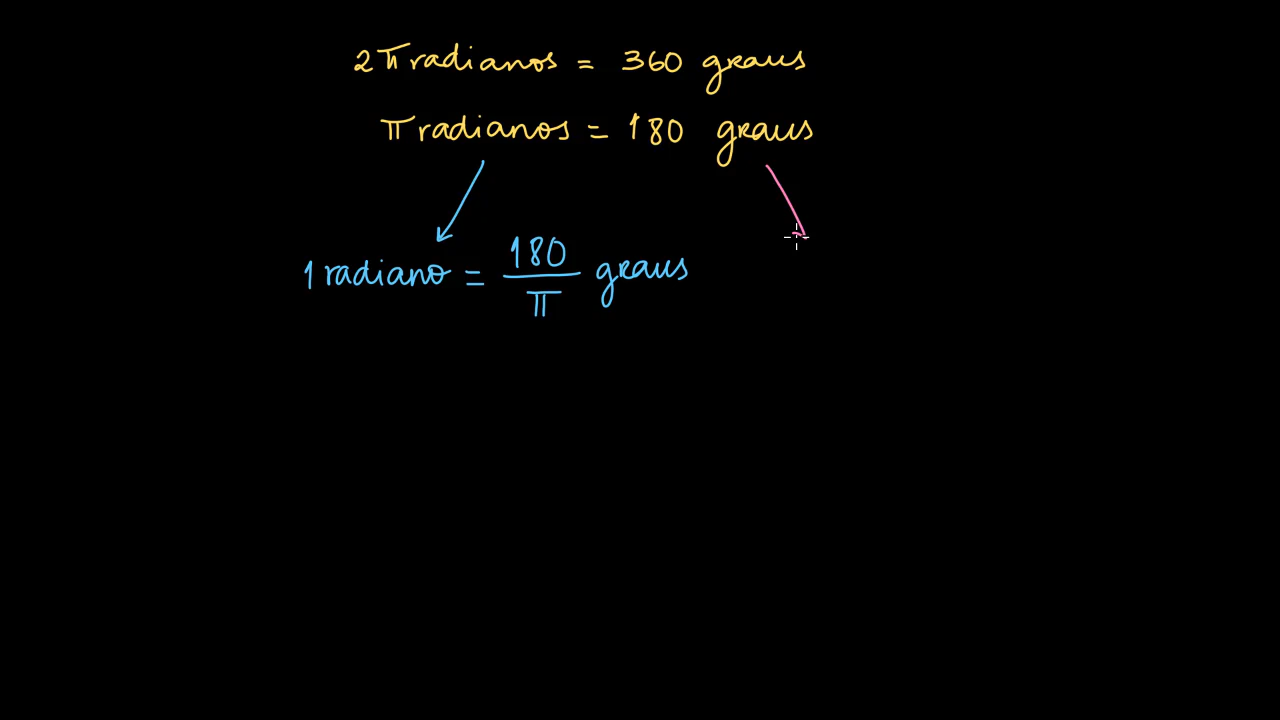 2π radianos = 360 graus
π radianos = 180 graus
1 radiano = 180/π graus